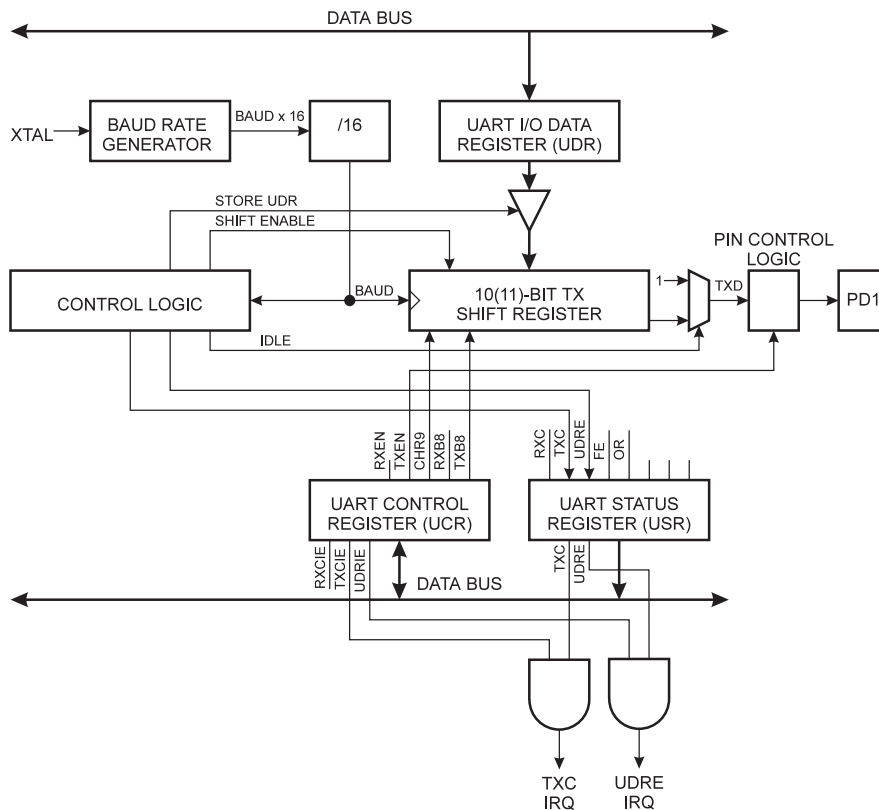 DATA BUS
XTAL
BAUD RATE
GENERATOR
BAUD x 16
/16
UART I/O DATA
REGISTER (UDR)
STORE UDR
SHIFT ENABLE
PIN CONTROL
LOGIC
CONTROL LOGIC
BAUD
10(11)-BIT TX
SHIFT REGISTER
1
TXD
PD1
IDLE
RXEN
TXEN
CHR9
RXB8
TXB8
RXC
TXC
UDRE
FE
OR
UART CONTROL
REGISTER (UCR)
UART STATUS
REGISTER (USR)
RXCIE
TXCIE
UDRIE
TXC
UDRE
DATA BUS
TXC
IRQ
UDRE
IRQ